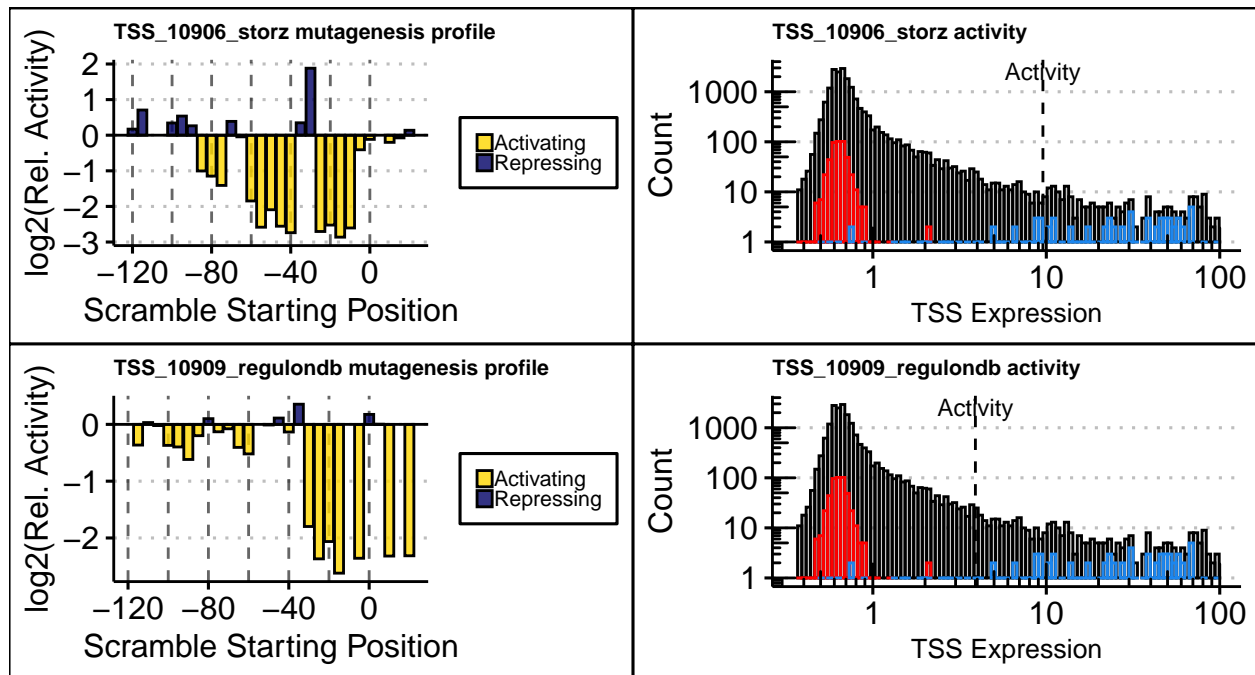 TSS_10906_storz mutagenesis profile
log2(Rel. Activity)
2
1
0
−1
−2
−3
−120
−80
−40
0
Scramble Starting Position
Activating
Repressing
TSS_10906_storz activity
Activity
Count
1000
100
10
1
1
10
100
TSS Expression
TSS_10909_regulondb mutagenesis profile
log2(Rel. Activity)
0
−1
−2
−120
−80
−40
0
Scramble Starting Position
Activating
Repressing
TSS_10909_regulondb activity
Activity
Count
1000
100
10
1
1
10
100
TSS Expression